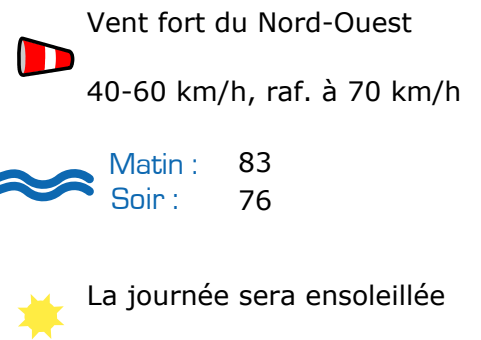 Vent fort du Nord-Ouest
40-60 km/h, raf. à 70 km/h
Matin : 83
Soir : 76
La journée sera ensoleillée